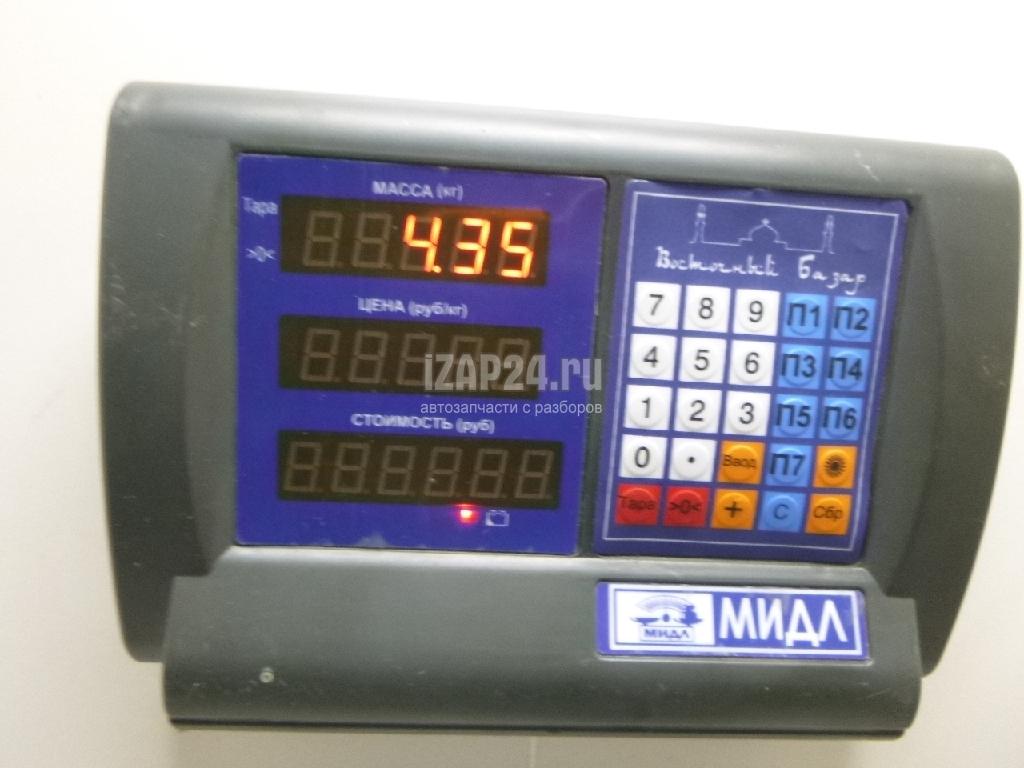 МАССА (кг)
Тара
4.35
>0<
ЦЕНА (руб/кг)
СТОИМОСТЬ (руб)
Восточный Базар
7 8 9 П1 П2
4 5 6 П3 П4
1 2 3 П5 П6
0 . Ввод П7
Тара >0< + С Сбр
МИДЛ
МИДЛ
iZAP24.ru
автозапчасти с разборов